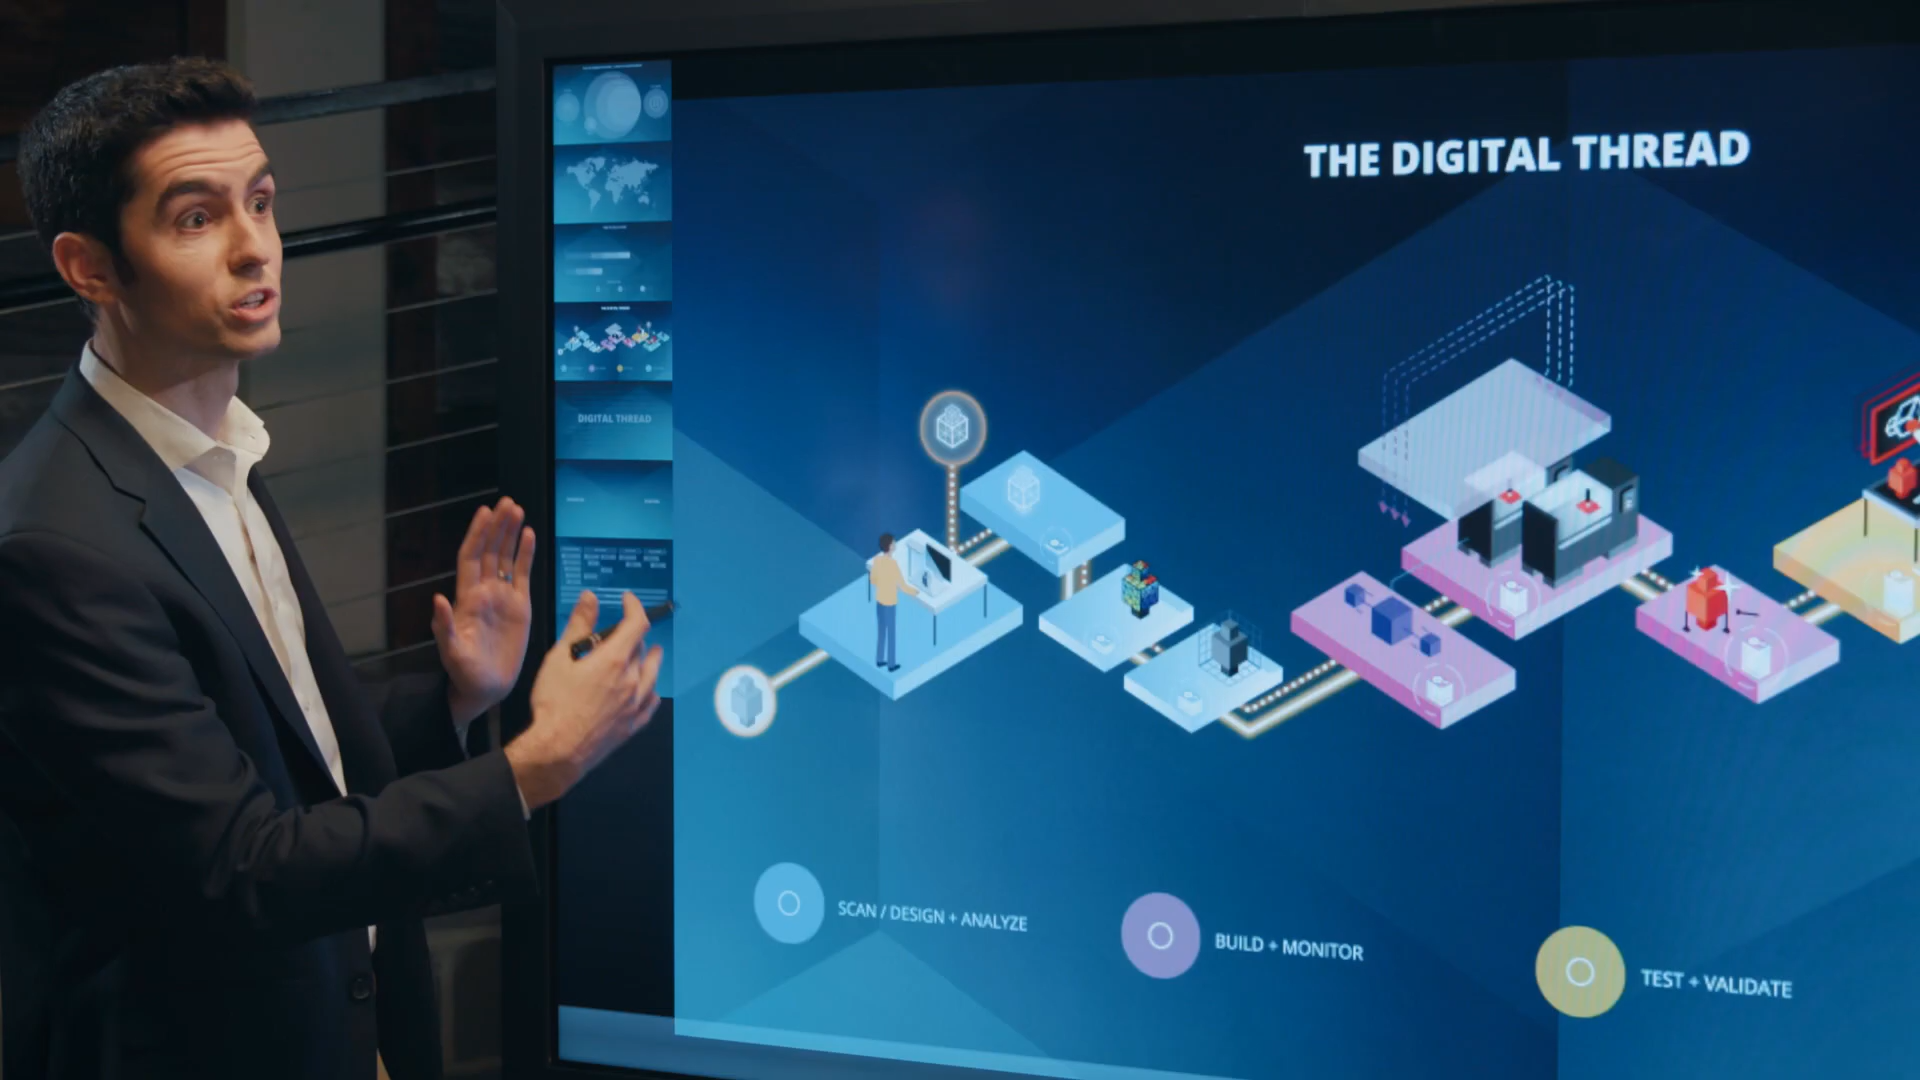 THE DIGITAL THREAD
DIGITAL THREAD
SCAN / DESIGN + ANALYZE
BUILD + MONITOR
TEST + VALIDATE